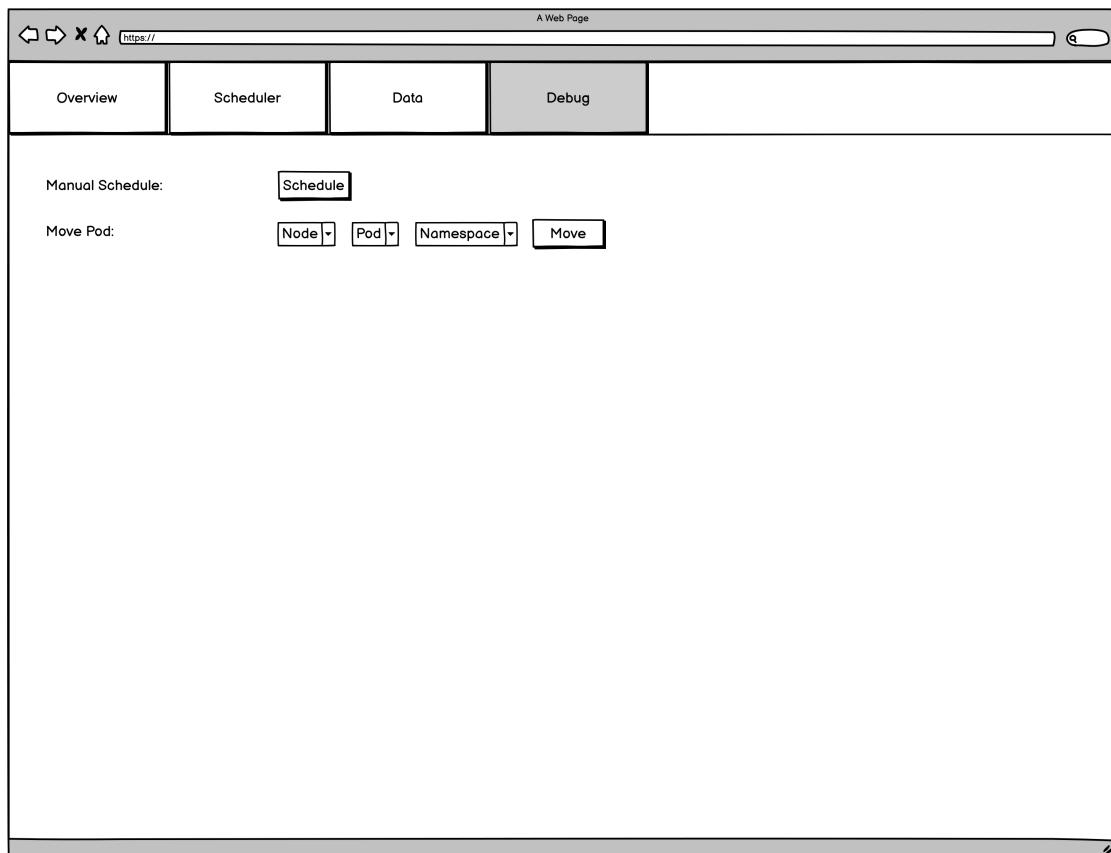 A Web Page
https://
Overview Scheduler Data Debug
Manual Schedule: Schedule
Move Pod: Node Pod Namespace Move